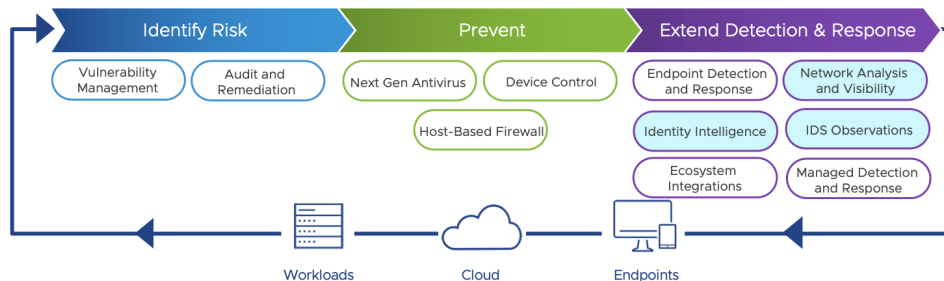 Identify Risk
Prevent
Extend Detection & Response
Vulnerability
Management
Audit and
Remediation
Next Gen Antivirus
Device Control
Host-Based Firewall
Endpoint Detection
and Response
Network Analysis
and Visibility
Identity Intelligence
IDS Observations
Ecosystem
Integrations
Managed Detection
and Response
Workloads
Cloud
Endpoints